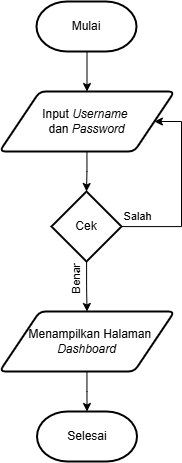 Mulai
Input Username
dan Password
Cek
Salah
Benar
Menampilkan Halaman
Dashboard
Selesai